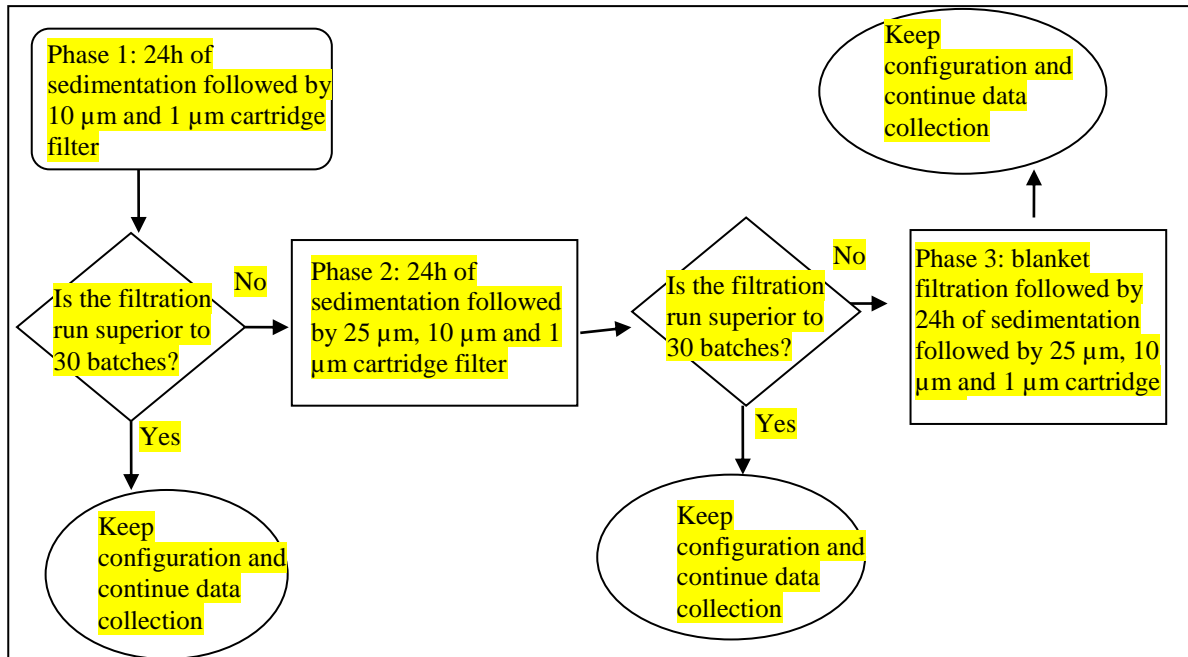 Phase 1: 24h of
sedimentation followed by
10 µm and 1 µm cartridge
filter
Is the filtration
run superior to
30 batches?
No
Yes
Keep
configuration and
continue data
collection
Phase 2: 24h of
sedimentation followed
by 25 µm, 10 µm and 1
µm cartridge filter
Is the filtration
run superior to
30 batches?
No
Yes
Keep
configuration and
continue data
collection
Phase 3: blanket
filtration followed by
24h of sedimentation
followed by 25 µm, 10
µm and 1 µm cartridge
Keep
configuration and
continue data
collection